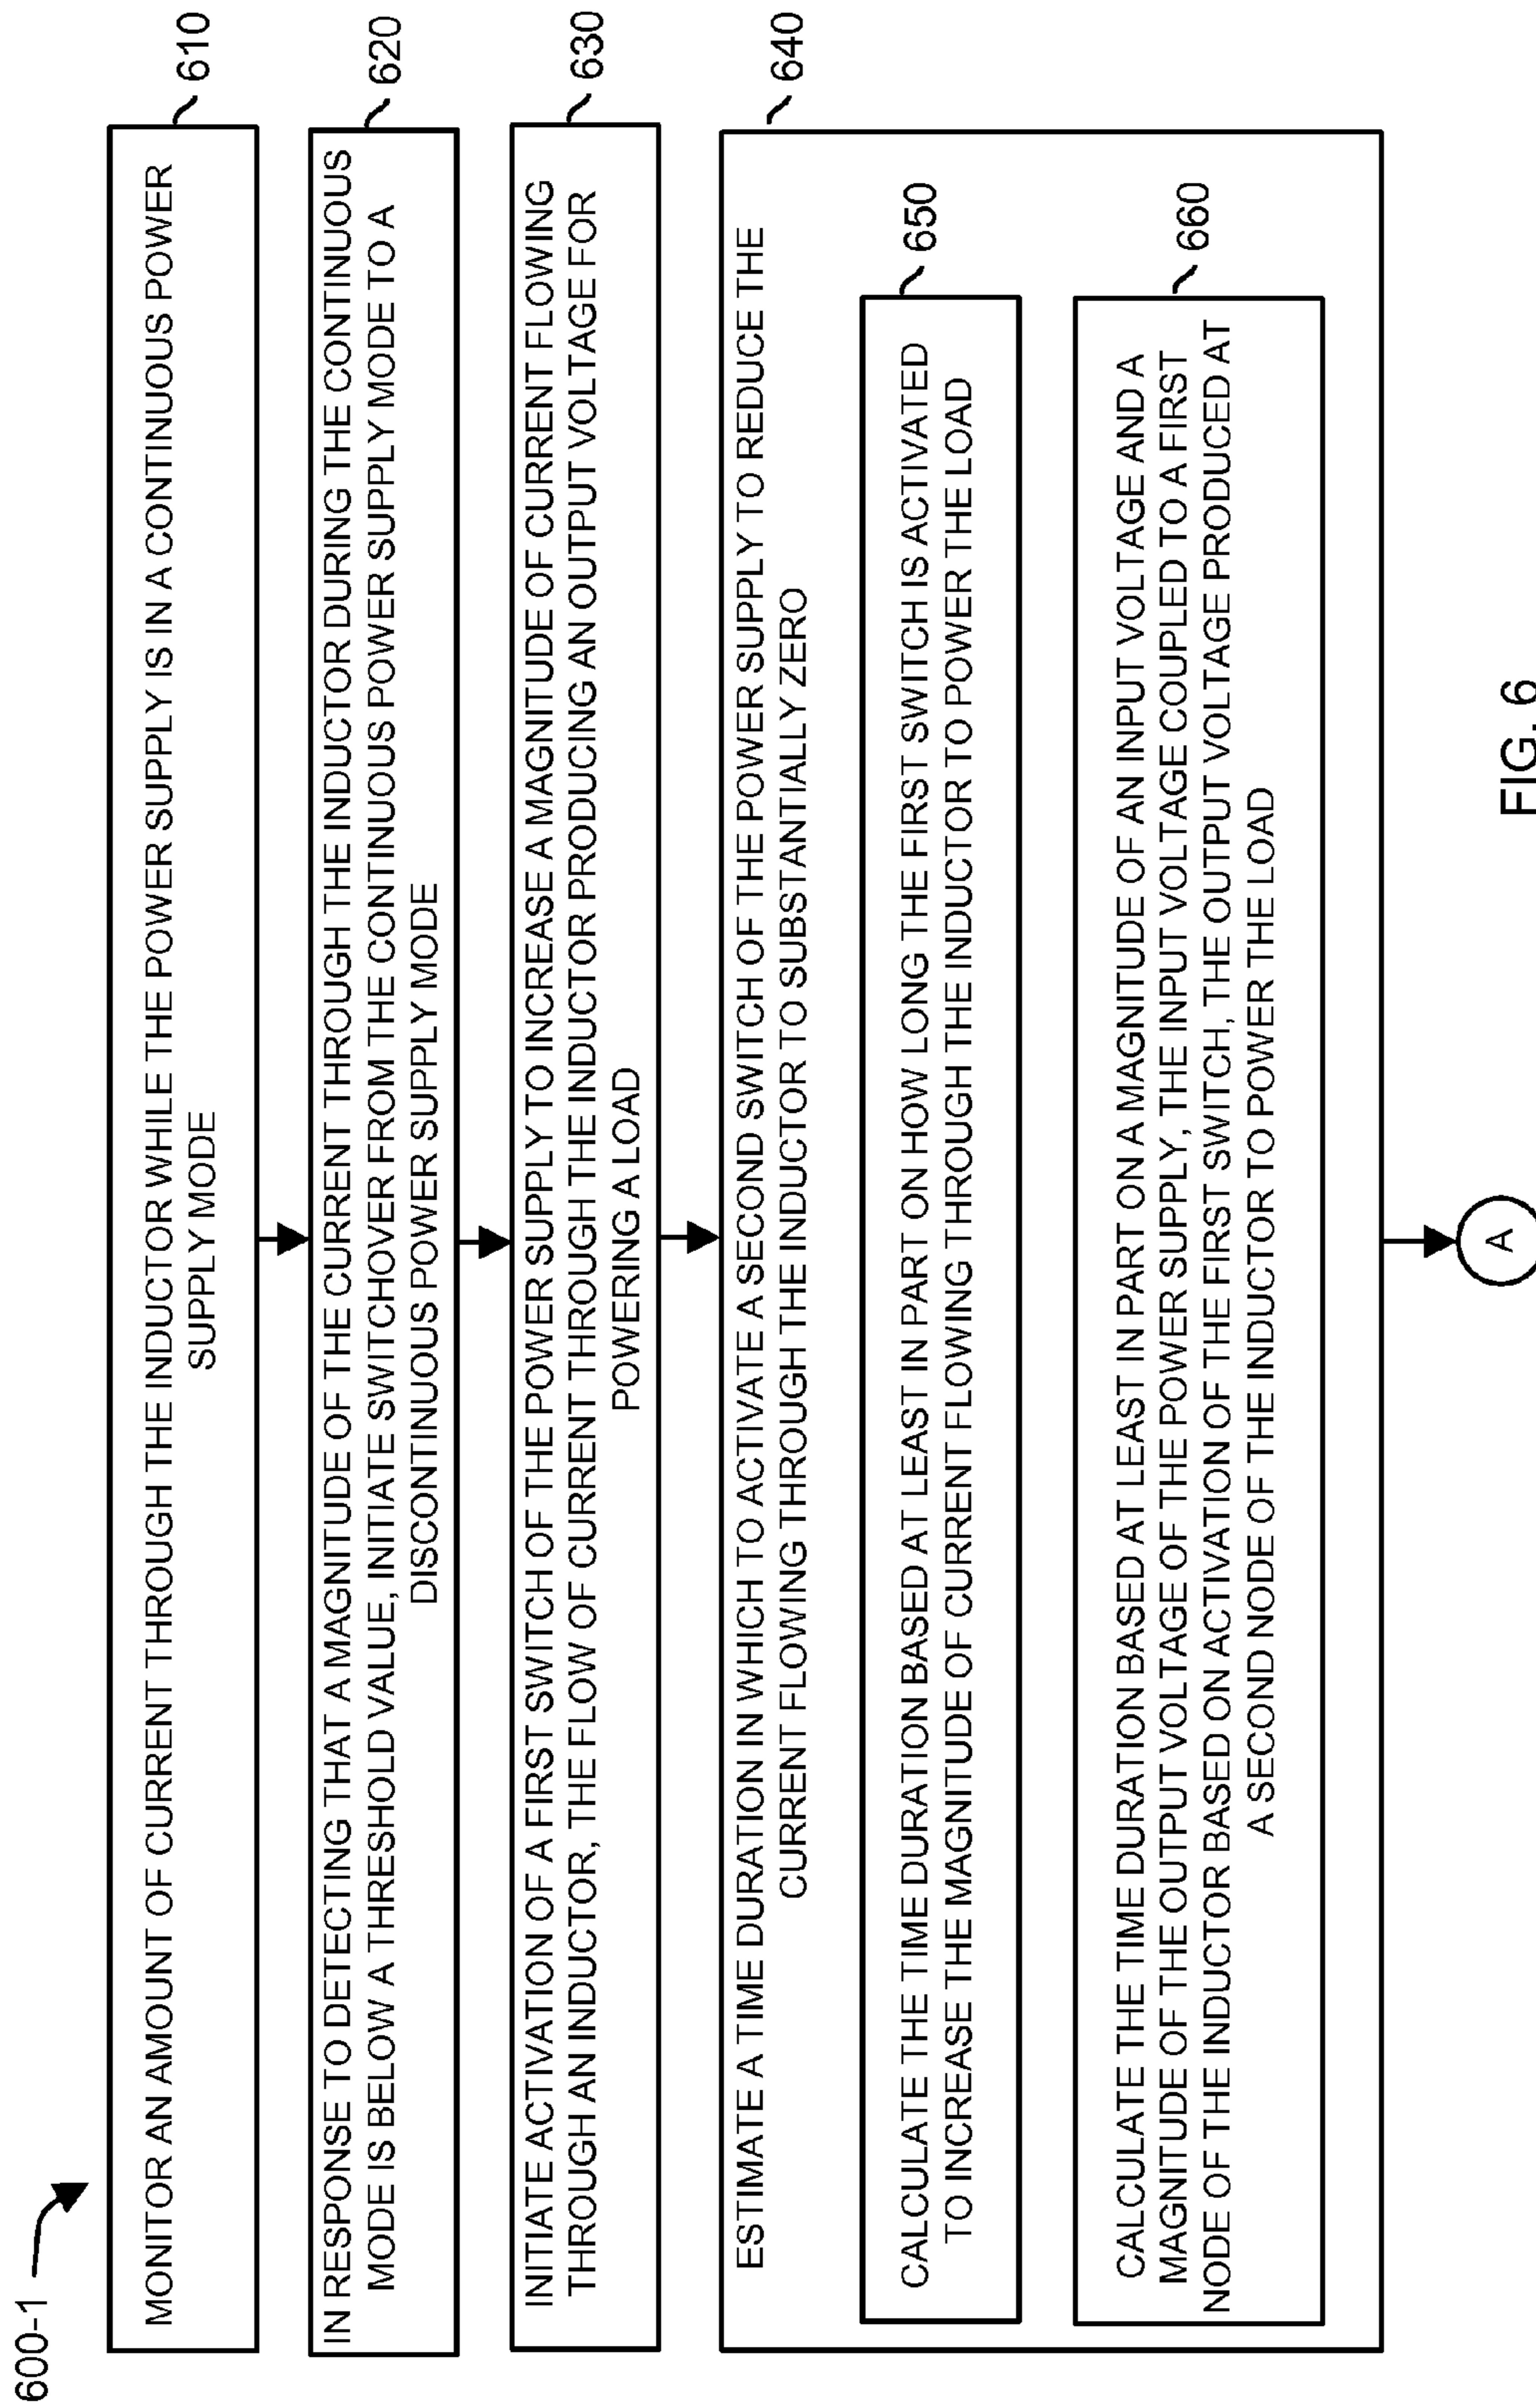 600-1
MONITOR AN AMOUNT OF CURRENT THROUGH THE INDUCTOR WHILE THE POWER SUPPLY IS IN A CONTINUOUS POWER
SUPPLY MODE
610
IN RESPONSE TO DETECTING THAT A MAGNITUDE OF THE CURRENT THROUGH THE INDUCTOR DURING THE CONTINUOUS
MODE IS BELOW A THRESHOLD VALUE, INITIATE SWITCHOVER FROM THE CONTINUOUS POWER SUPPLY MODE TO A
DISCONTINUOUS POWER SUPPLY MODE
620
INITIATE ACTIVATION OF A FIRST SWITCH OF THE POWER SUPPLY TO INCREASE A MAGNITUDE OF CURRENT FLOWING
THROUGH AN INDUCTOR, THE FLOW OF CURRENT THROUGH THE INDUCTOR PRODUCING AN OUTPUT VOLTAGE FOR
POWERING A LOAD
630
ESTIMATE A TIME DURATION IN WHICH TO ACTIVATE A SECOND SWITCH OF THE POWER SUPPLY TO REDUCE THE
CURRENT FLOWING THROUGH THE INDUCTOR TO SUBSTANTIALLY ZERO
640
CALCULATE THE TIME DURATION BASED AT LEAST IN PART ON HOW LONG THE FIRST SWITCH IS ACTIVATED
TO INCREASE THE MAGNITUDE OF CURRENT FLOWING THROUGH THE INDUCTOR TO POWER THE LOAD
650
CALCULATE THE TIME DURATION BASED AT LEAST IN PART ON A MAGNITUDE OF AN INPUT VOLTAGE AND A
MAGNITUDE OF THE OUTPUT VOLTAGE OF THE POWER SUPPLY, THE INPUT VOLTAGE COUPLED TO A FIRST
NODE OF THE INDUCTOR BASED ON ACTIVATION OF THE FIRST SWITCH, THE OUTPUT VOLTAGE PRODUCED AT
A SECOND NODE OF THE INDUCTOR TO POWER THE LOAD
660
A
FIG. 6